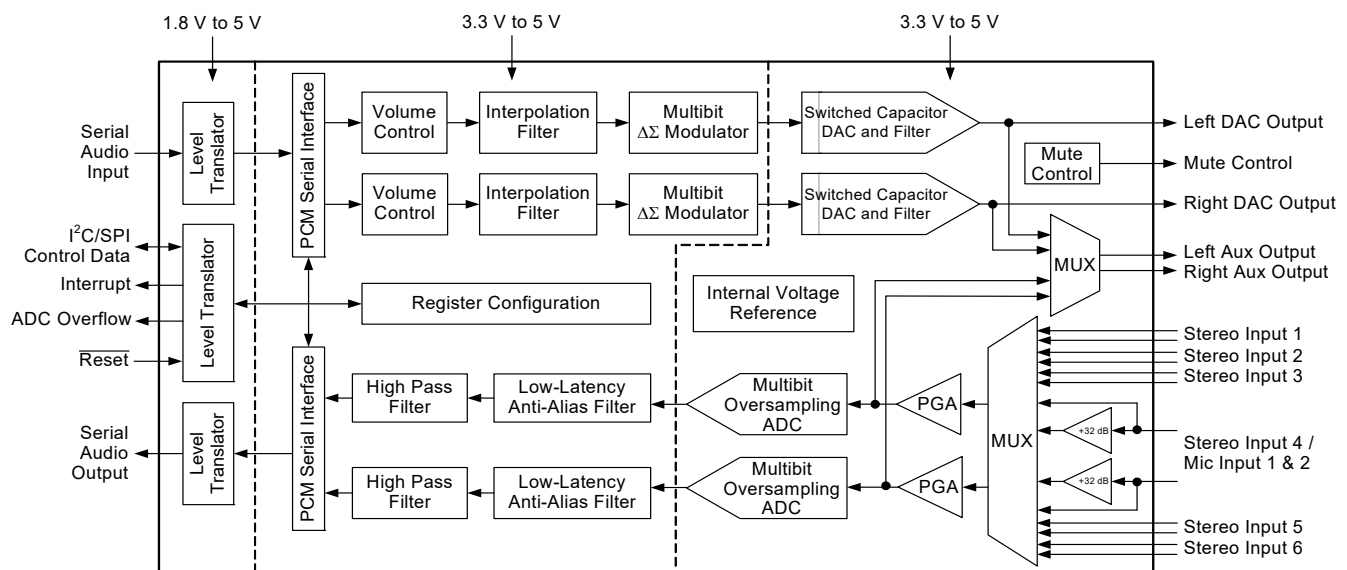 1.8 V to 5 V
3.3 V to 5 V
3.3 V to 5 V
Serial
Audio
Input
Level
Translator
PCM Serial Interface
Volume
Control
Interpolation
Filter
Multibit
ΔΣ Modulator
Switched Capacitor
DAC and Filter
Left DAC Output
Mute
Control
Mute Control
Volume
Control
Interpolation
Filter
Multibit
ΔΣ Modulator
Switched Capacitor
DAC and Filter
Right DAC Output
I²C/SPI
Control Data
Interrupt
ADC Overflow
Reset
Level Translator
Register Configuration
Internal Voltage
Reference
MUX
Left Aux Output
Right Aux Output
PCM Serial Interface
High Pass
Filter
Low-Latency
Anti-Alias Filter
Multibit
Oversampling
ADC
PGA
MUX
Stereo Input 1
Stereo Input 2
Stereo Input 3
+32 dB
Stereo Input 4 /
Mic Input 1 & 2
+32 dB
Serial
Audio
Output
Level
Translator
High Pass
Filter
Low-Latency
Anti-Alias Filter
Multibit
Oversampling
ADC
PGA
Stereo Input 5
Stereo Input 6